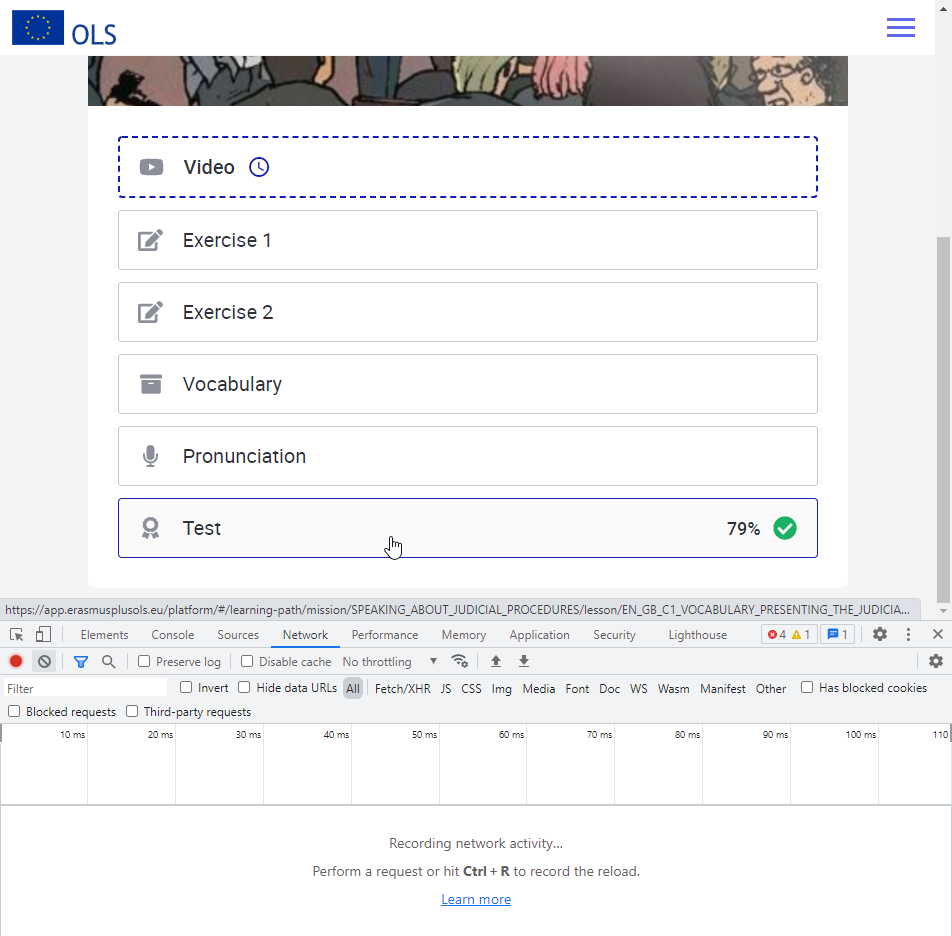 OLS
Video
Exercise 1
Exercise 2
Vocabulary
Pronunciation
Test 79%
https://app.erasmusplusols.eu/platform/#/learning-path/mission/SPEAKING_ABOUT_JUDICIAL_PROCEDURES/lesson/EN_GB_C1_VOCABULARY_PRESENTING_THE_JUDICIA...
Elements Console Sources Network Performance Memory Application Security Lighthouse 4 1 1
Preserve log Disable cache No throttling
Filter Invert Hide data URLs All Fetch/XHR JS CSS Img Media Font Doc WS Wasm Manifest Other Has blocked cookies
Blocked requests Third-party requests
10 ms 20 ms 30 ms 40 ms 50 ms 60 ms 70 ms 80 ms 90 ms 100 ms 110
Recording network activity...
Perform a request or hit Ctrl + R to record the reload.
Learn more